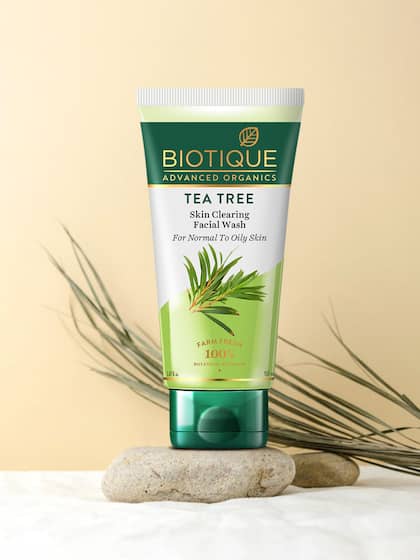 BIOTIQUE
ADVANCED ORGANICS
TEA TREE
Skin Clearing
Facial Wash
For Normal To Oily Skin
FARM FRESH
100%